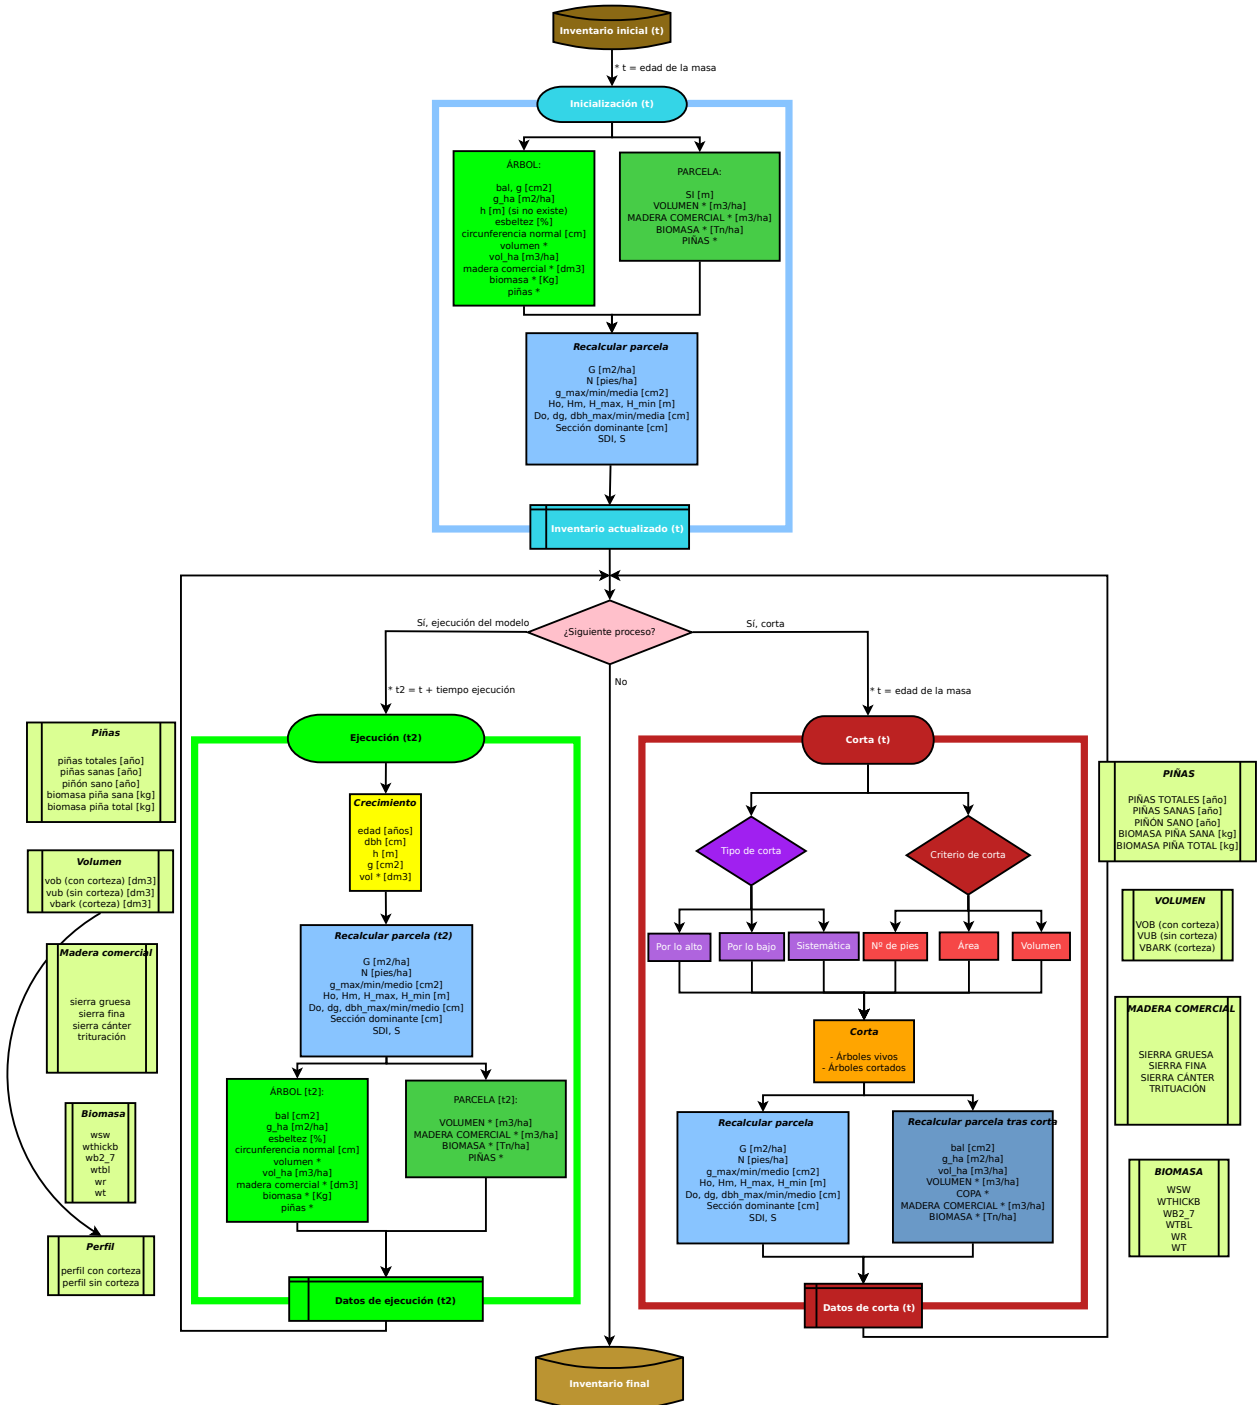 Inventario inicial (t)
* t = edad de la masa
Inicialización (t)
ÁRBOL:
bal, g [cm2]
g_ha [m2/ha]
h [m] (si no existe)
esbeltez [%]
circunferencia normal [cm]
volumen *
vol_ha [m3/ha]
madera comercial * [dm3]
biomasa * [Kg]
piñas *
PARCELA:
SI [m]
VOLUMEN * [m3/ha]
MADERA COMERCIAL * [m3/ha]
BIOMASA * [Tn/ha]
PIÑAS *
Recalcular parcela
G [m2/ha]
N [pies/ha]
g_max/min/media [cm2]
Ho, Hm, H_max, H_min [m]
Do, dg, dbh_max/min/media [cm]
Sección dominante [cm]
SDI, S
Inventario actualizado (t)
¿Siguiente proceso?
Sí, ejecución del modelo
Sí, corta
No
* t2 = t + tiempo ejecución
* t = edad de la masa
Ejecución (t2)
Crecimiento
edad [años]
dbh [cm]
h [m]
g [cm2]
vol * [dm3]
Recalcular parcela (t2)
G [m2/ha]
N [pies/ha]
g_max/min/medio [cm2]
Ho, Hm, H_max, H_min [m]
Do, dg, dbh_max/min/medio [cm]
Sección dominante [cm]
SDI, S
ÁRBOL [t2]:
bal [cm2]
g_ha [m2/ha]
esbeltez [%]
circunferencia normal [cm]
volumen *
vol_ha [m3/ha]
madera comercial * [dm3]
biomasa * [Kg]
piñas *
PARCELA [t2]:
VOLUMEN * [m3/ha]
MADERA COMERCIAL * [m3/ha]
BIOMASA * [Tn/ha]
PIÑAS *
Datos de ejecución (t2)
Corta (t)
Tipo de corta
Criterio de corta
Por lo alto
Por lo bajo
Sistemática
Nº de pies
Área
Volumen
Corta
- Árboles vivos
- Árboles cortados
Recalcular parcela
G [m2/ha]
N [pies/ha]
g_max/min/medio [cm2]
Ho, Hm, H_max, H_min [m]
Do, dg, dbh_max/min/medio [cm]
Sección dominante [cm]
SDI, S
Recalcular parcela tras corta
bal [cm2]
g_ha [m2/ha]
vol_ha [m3/ha]
VOLUMEN * [m3/ha]
COPA *
MADERA COMERCIAL * [m3/ha]
BIOMASA * [Tn/ha]
Datos de corta (t)
Inventario final
Piñas
piñas totales [año]
piñas sanas [año]
piñón sano [año]
biomasa piña sana [kg]
biomasa piña total [kg]
Volumen
vob (con corteza) [dm3]
vub (sin corteza) [dm3]
vbark (corteza) [dm3]
Madera comercial
sierra gruesa
sierra fina
sierra cánter
trituración
Biomasa
wsw
wthickb
wb2_7
wtbl
wr
wt
Perfil
perfil con corteza
perfil sin corteza
PIÑAS
PIÑAS TOTALES [año]
PIÑAS SANAS [año]
PIÑÓN SANO [año]
BIOMASA PIÑA SANA [kg]
BIOMASA PIÑA TOTAL [kg]
VOLUMEN
VOB (con corteza)
VUB (sin corteza)
VBARK (corteza)
MADERA COMERCIAL
SIERRA GRUESA
SIERRA FINA
SIERRA CÁNTER
TRITUACIÓN
BIOMASA
WSW
WTHICKB
WB2_7
WTBL
WR
WT